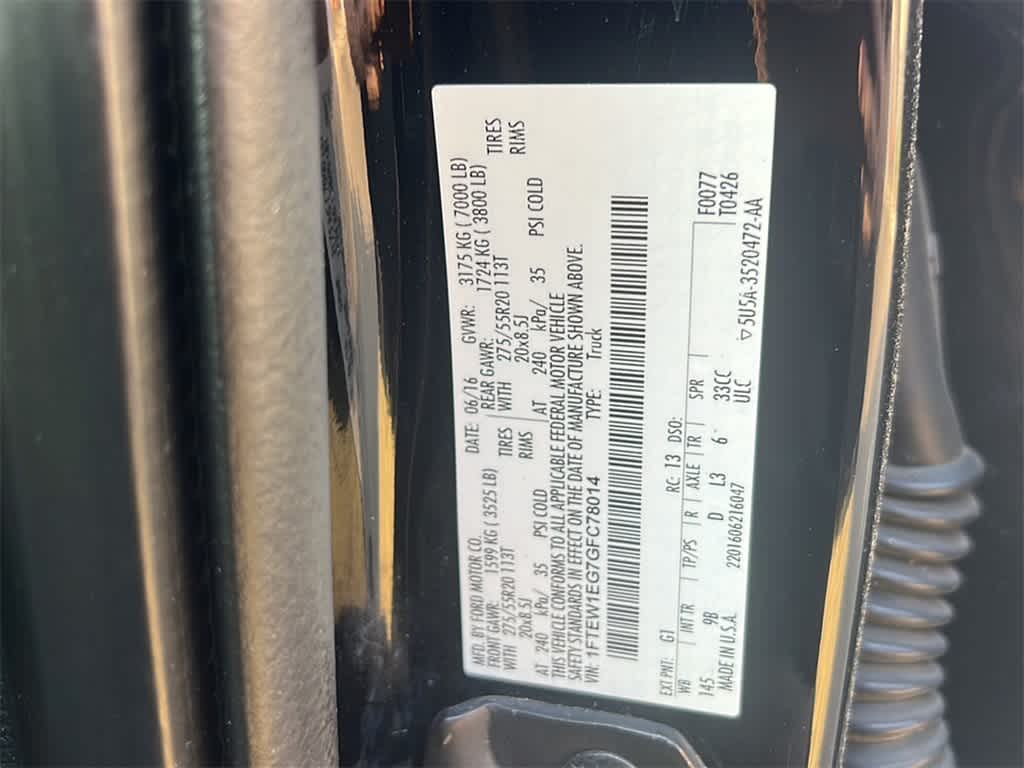 MFD. BY FORD MOTOR CO. DATE: 06/16 GVWR: 3175 KG ( 7000 LB)
FRONT GAWR: 1599 KG ( 3525 LB) REAR GAWR: 1724 KG ( 3800 LB)
WITH 275/55R20 113T TIRES WITH 275/55R20 113T TIRES
20x8.5J RIMS 20x8.5J RIMS
AT 240 kPa/ 35 PSI COLD AT 240 kPa/ 35 PSI COLD
THIS VEHICLE CONFORMS TO ALL APPLICABLE FEDERAL MOTOR VEHICLE
SAFETY STANDARDS IN EFFECT ON THE DATE OF MANUFACTURE SHOWN ABOVE.
VIN: 1FTEW1EG7GFC78014 TYPE: Truck
EXT PNT: G1 RC: 13 DSO: F0077
WB INT TR TP/PS R AXLE TR SPR T0426
145 9B D L3 6 33CC
MADE IN U.S.A. 2201606216047 ULC ▽5U5A-3520472-AA